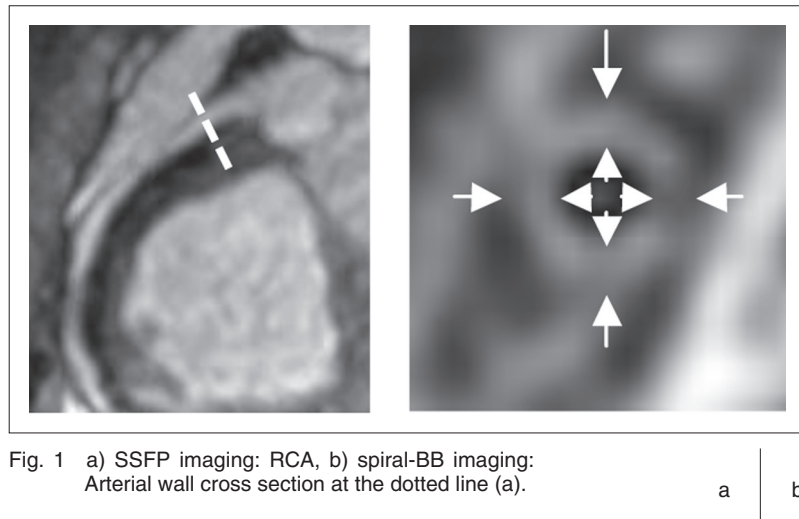 Fig. 1 a) SSFP imaging: RCA, b) spiral-BB imaging:
Arterial wall cross section at the dotted line (a).
a
b